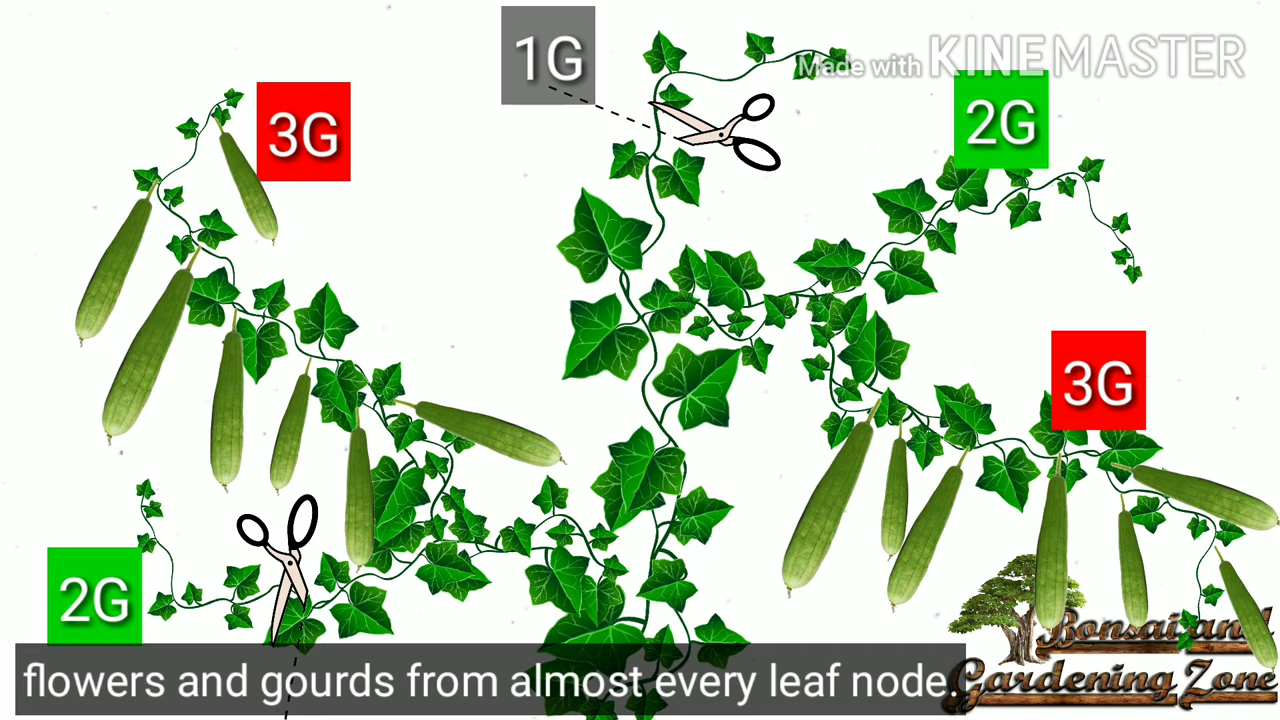 1G
Made with KINEMASTER
2G
3G
3G
2G
flowers and gourds from almost every leaf node.
Bonsai and
Gardening Zone